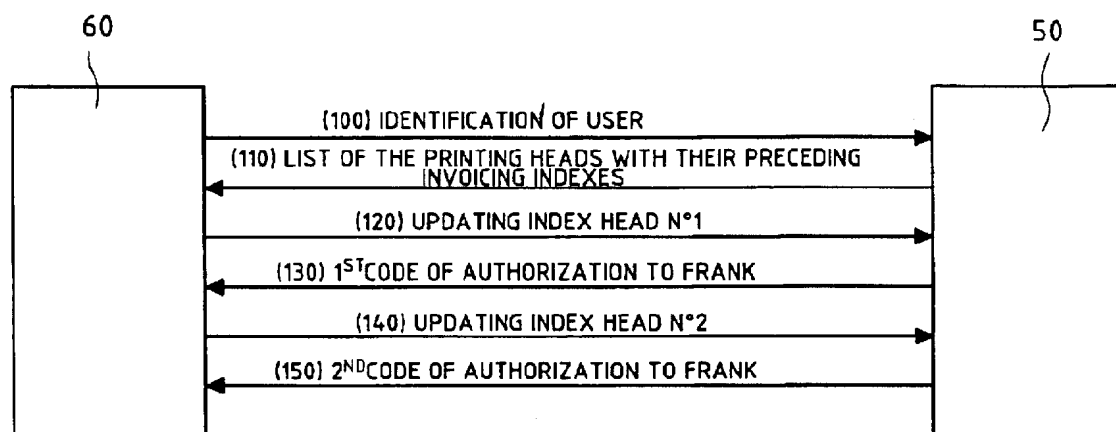 60
50
(100) IDENTIFICATION OF USER
(110) LIST OF THE PRINTING HEADS WITH THEIR PRECEDING
INVOICING INDEXES
(120) UPDATING INDEX HEAD N°1
(130) 1ST CODE OF AUTHORIZATION TO FRANK
(140) UPDATING INDEX HEAD N°2
(150) 2ND CODE OF AUTHORIZATION TO FRANK